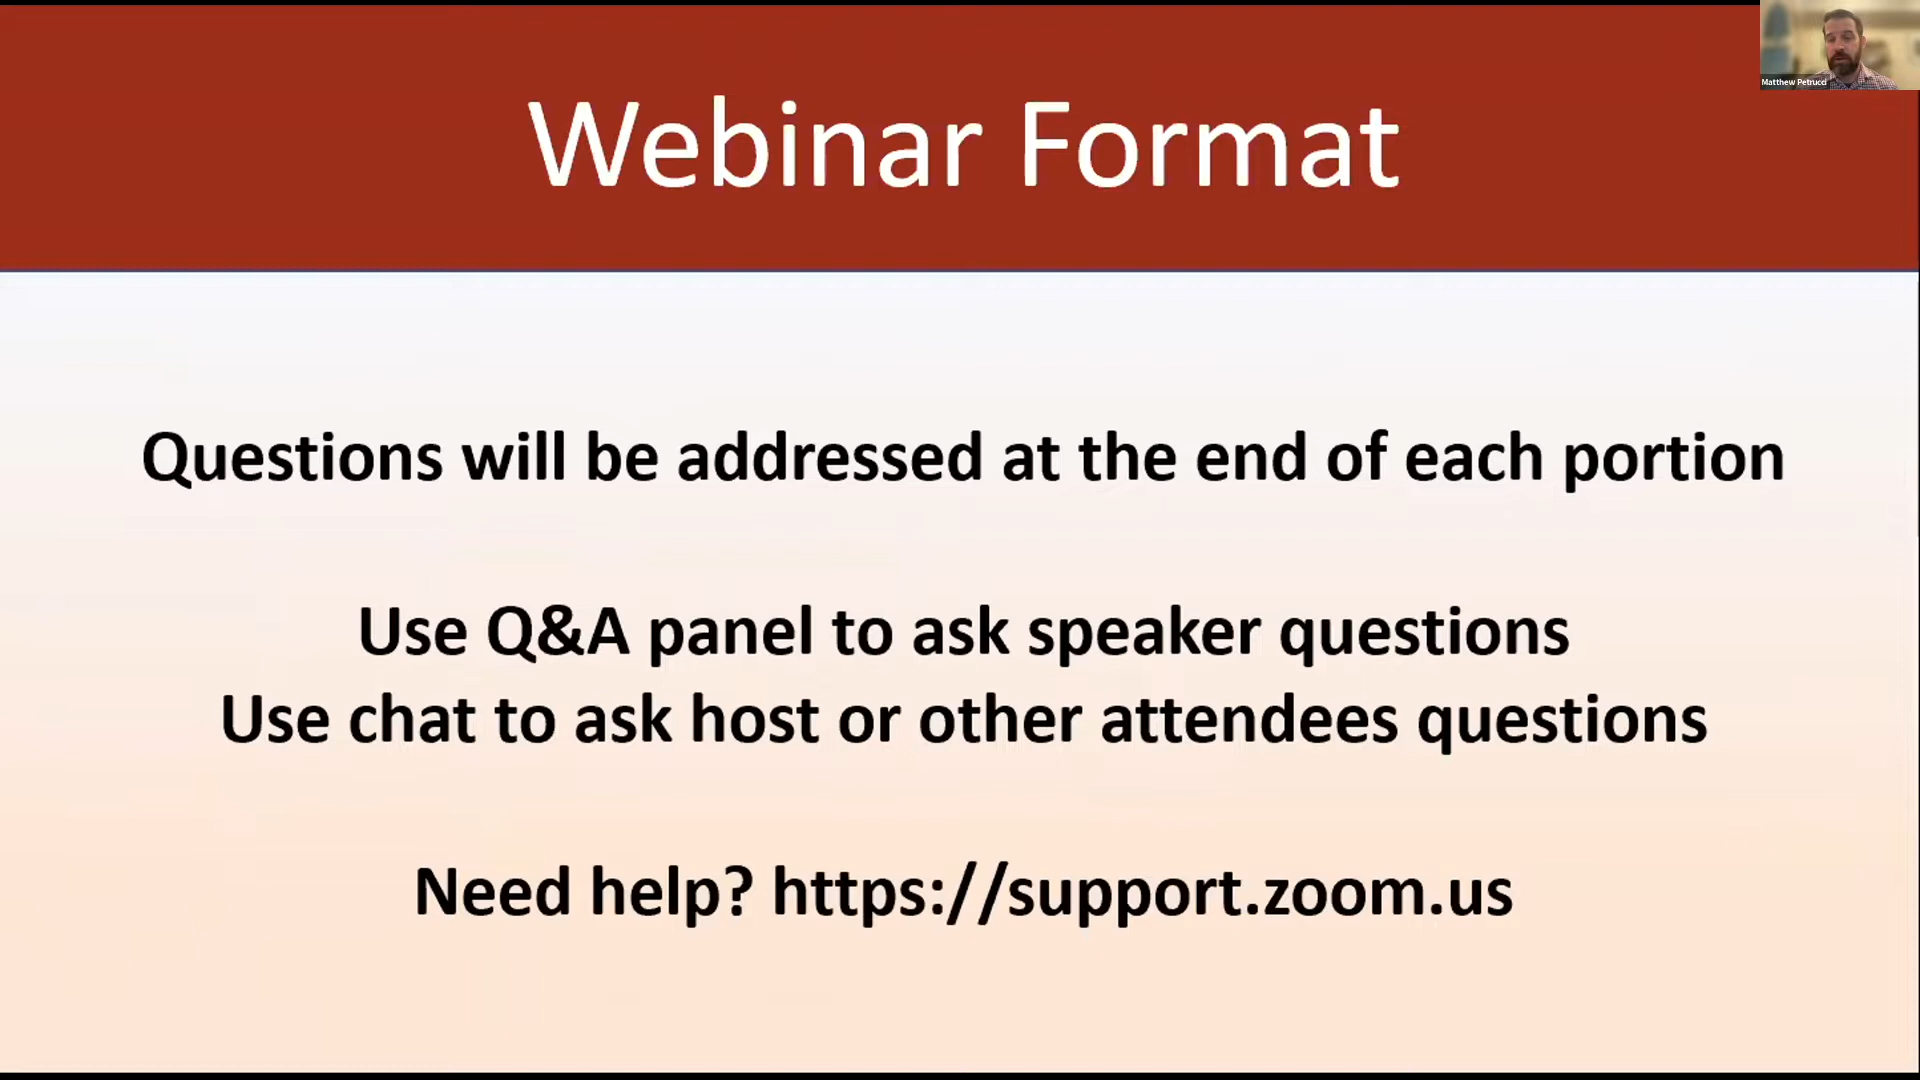 Webinar Format
Matthew Petrucci
Questions will be addressed at the end of each portion
Use Q&A panel to ask speaker questions
Use chat to ask host or other attendees questions
Need help? https://support.zoom.us